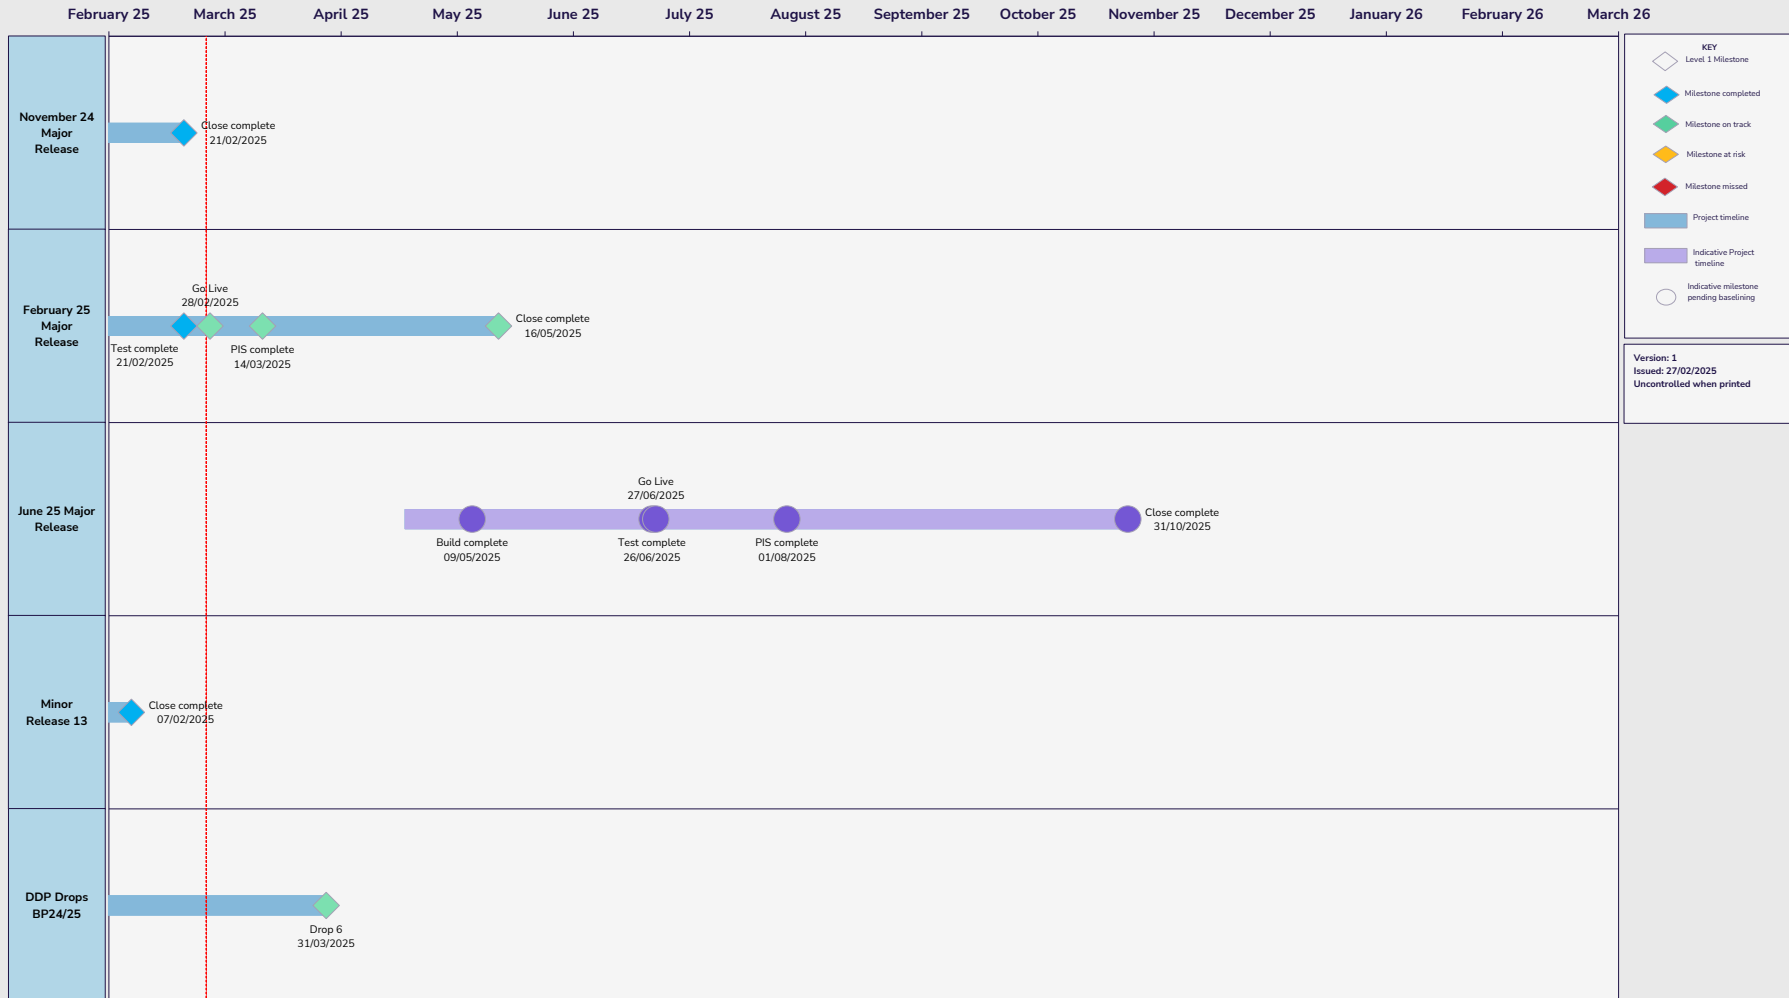 February 25 March 25 April 25 May 25 June 25 July 25 August 25 September 25 October 25 November 25 December 25 January 26 February 26 March 26
KEY
Level 1 Milestone
Milestone completed
Milestone on track
Milestone at risk
Milestone missed
Project timeline
Indicative Project
timeline
Indicative milestone
pending baselining
Version: 1
Issued: 27/02/2025
Uncontrolled when printed
November 24
Major
Release
Close complete
21/02/2025
February 25
Major
Release
Go Live
28/02/2025
Test complete
21/02/2025
PIS complete
14/03/2025
Close complete
16/05/2025
June 25 Major
Release
Build complete
09/05/2025
Go Live
27/06/2025
Test complete
26/06/2025
PIS complete
01/08/2025
Close complete
31/10/2025
Minor
Release 13
Close complete
07/02/2025
DDP Drops
BP24/25
Drop 6
31/03/2025